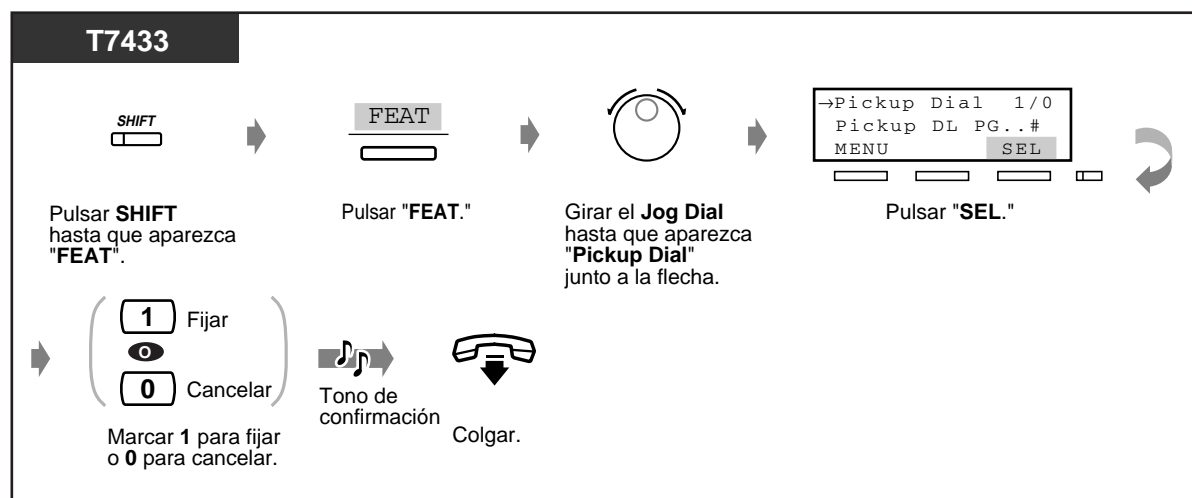 T7433
SHIFT
FEAT
→Pickup Dial 1/0
Pickup DL PG..#
MENU SEL
Pulsar SHIFT
hasta que aparezca
"FEAT".
Pulsar "FEAT."
Girar el Jog Dial
hasta que aparezca
"Pickup Dial"
junto a la flecha.
Pulsar "SEL."
1 Fijar
O
0 Cancelar
Marcar 1 para fijar
o 0 para cancelar.
Tono de
confirmación
Colgar.